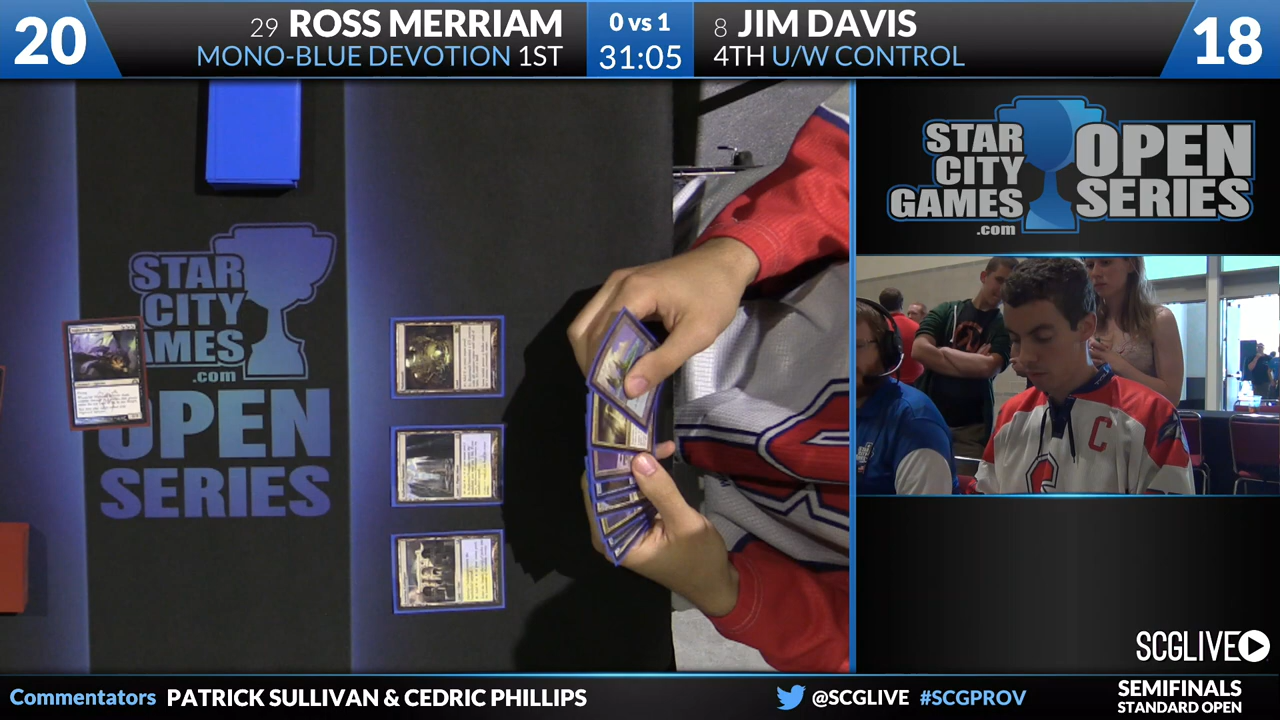 20
29 ROSS MERRIAM
MONO-BLUE DEVOTION 1ST
0 vs 1
31:05
8 JIM DAVIS
4TH U/W CONTROL
18
STAR
CITY
GAMES
.com
OPEN
SERIES
STAR
CITY
GAMES
.com
OPEN
SERIES
C
SCGLIVE
Commentators PATRICK SULLIVAN & CEDRIC PHILLIPS
@SCGLIVE #SCGPROV
SEMIFINALS
STANDARD OPEN